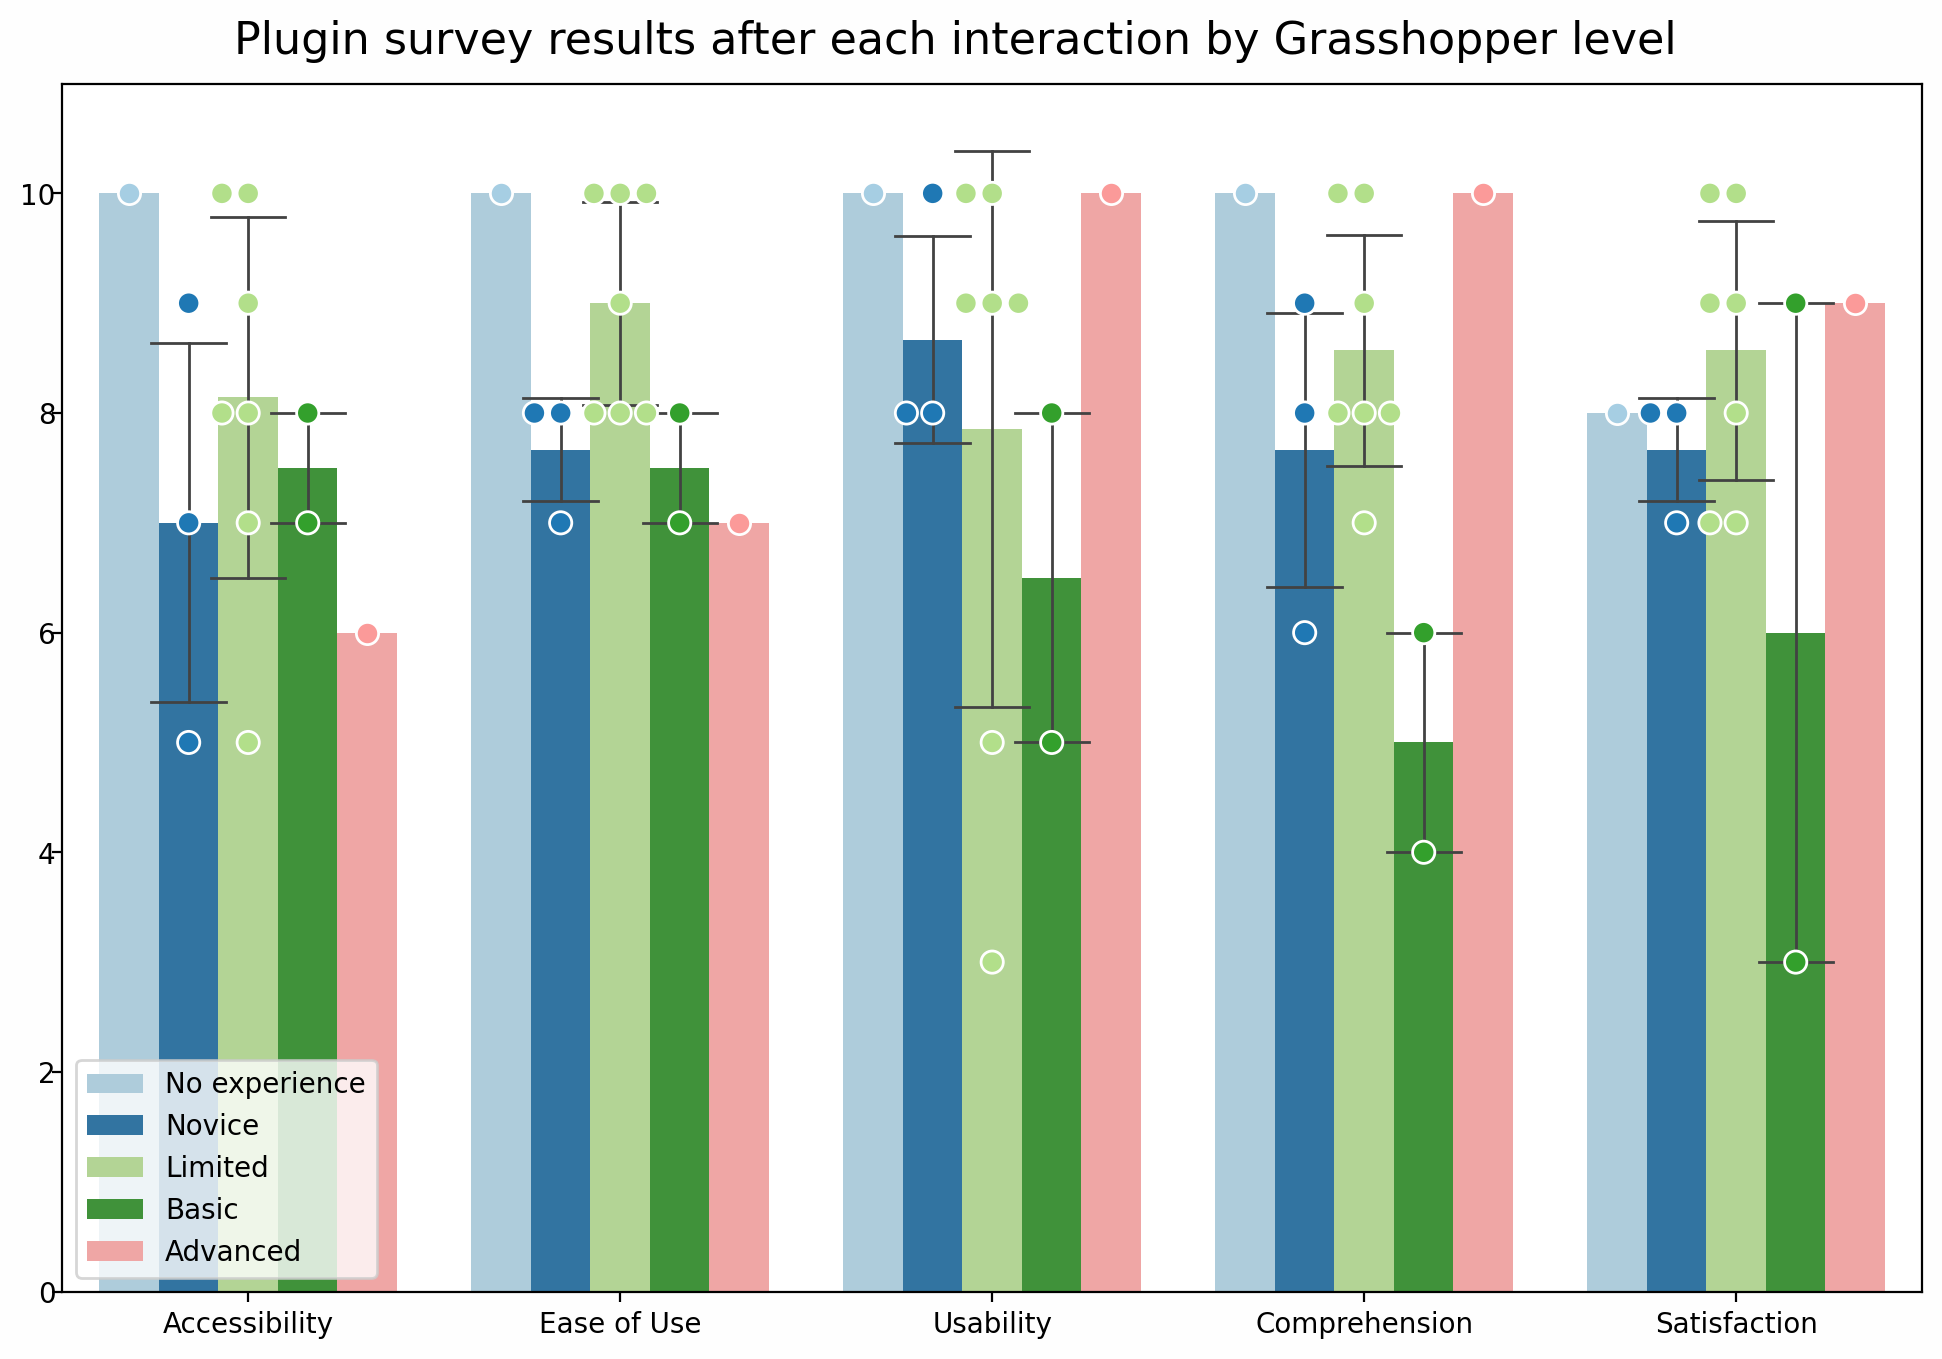 Plugin survey results after each interaction by Grasshopper level
10
8
6
4
2
0
No experience
Novice
Limited
Basic
Advanced
Accessibility
Ease of Use
Usability
Comprehension
Satisfaction